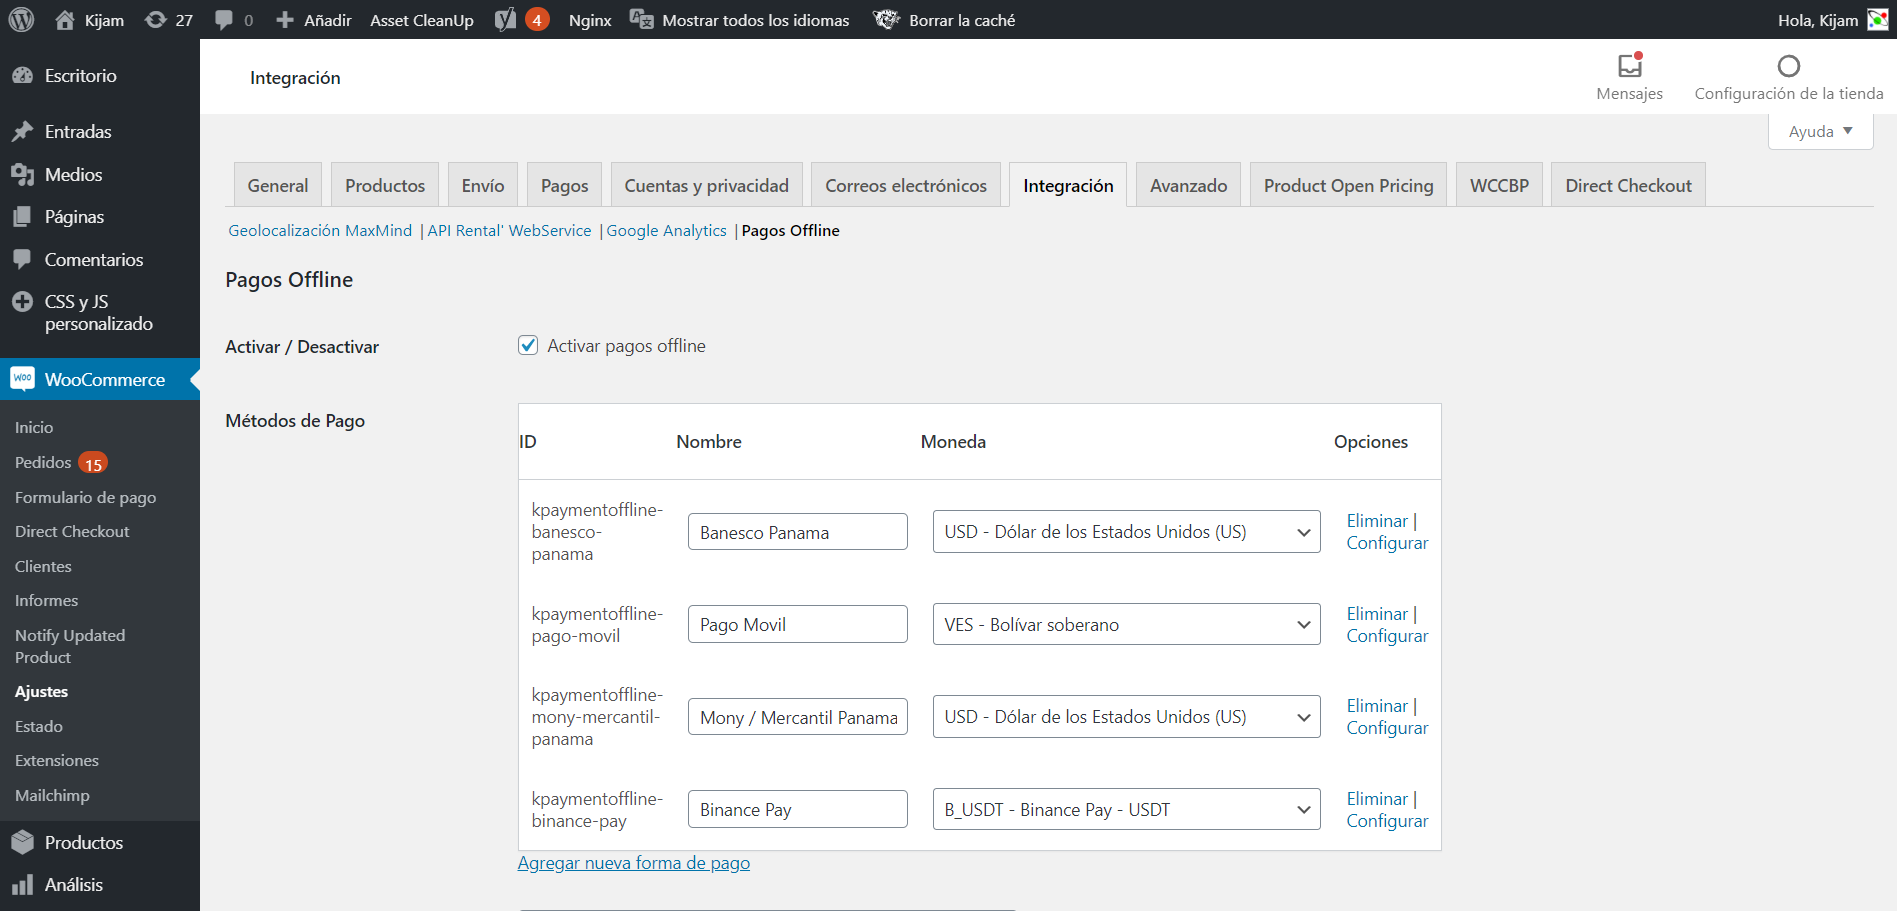 Kijam
27
0
Añadir
Asset CleanUp
4
Nginx
Mostrar todos los idiomas
Borrar la caché
Hola, Kijam
Escritorio
Entradas
Medios
Páginas
Comentarios
CSS y JS
personalizado
WooCommerce
Inicio
Pedidos 15
Formulario de pago
Direct Checkout
Clientes
Informes
Notify Updated
Product
Ajustes
Estado
Extensiones
Mailchimp
Productos
Análisis
Integración
Mensajes
Configuración de la tienda
Ayuda
General
Productos
Envío
Pagos
Cuentas y privacidad
Correos electrónicos
Integración
Avanzado
Product Open Pricing
WCCBP
Direct Checkout
Geolocalización MaxMind | API Rental' WebService | Google Analytics | Pagos Offline
Pagos Offline
Activar / Desactivar
Activar pagos offline
Métodos de Pago
ID
Nombre
Moneda
Opciones
kpaymentoffline-
banesco-
panama
Banesco Panama
USD - Dólar de los Estados Unidos (US)
Eliminar |
Configurar
kpaymentoffline-
pago-movil
Pago Movil
VES - Bolívar soberano
Eliminar |
Configurar
kpaymentoffline-
mony-mercantil-
panama
Mony / Mercantil Panama
USD - Dólar de los Estados Unidos (US)
Eliminar |
Configurar
kpaymentoffline-
binance-pay
Binance Pay
B_USDT - Binance Pay - USDT
Eliminar |
Configurar
Agregar nueva forma de pago